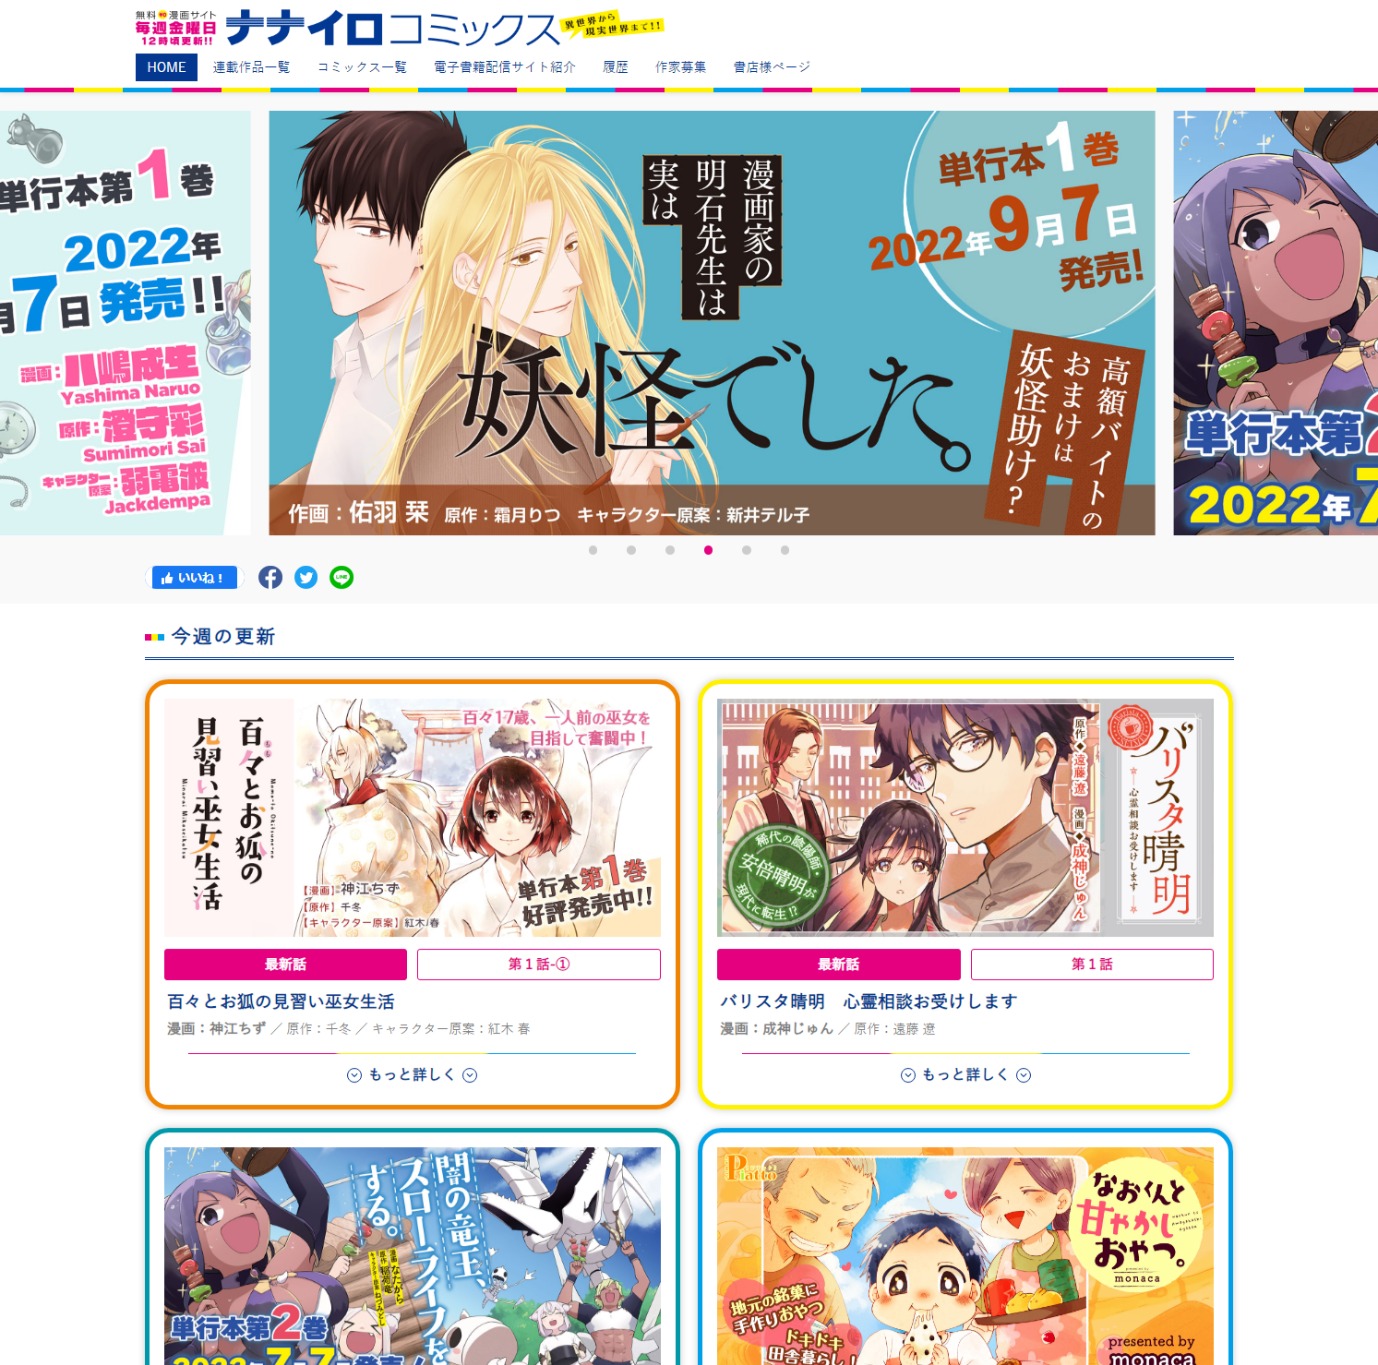 無料の漫画サイト
毎週金曜日
12時頃更新!!
ナナイロコミックス
異世界から
現実世界まで!!
HOME 連載作品一覧 コミックス一覧 電子書籍配信サイト紹介 履歴 作家募集 書店様ページ
単行本第1巻
2022年
月7日発売!!
漫画：八嶋成生
Yashima Naruo
原作：澄守彩
Sumimori Sai
キャラクター原案：弱電波
Jackdempa
漫画家の
明石先生は
実は
妖怪でした。
単行本1巻
2022年9月7日
発売!
高額バイトの
おまけは
妖怪助け？
作画：佑羽 栞 原作：霜月りつ キャラクター原案：新井テル子
単行本第
2022年7
いいね！
LINE
今週の更新
百々とお狐の
見習い巫女生活
百々17歳、一人前の巫女を
目指して奮闘中！
【漫画】神江ちず
【原作】千冬
【キャラクター原案】紅木 春
単行本第1巻
好評発売中!!
最新話 第１話-①
百々とお狐の見習い巫女生活
漫画：神江ちず ／ 原作：千冬 ／ キャラクター原案：紅木 春
もっと詳しく
原作◆遠藤遼 漫画◆成神じゅん
バリスタ晴明
心霊相談お受けします
稀代の陰陽師・
安倍晴明が
現代に転生!?
最新話 第１話
バリスタ晴明　心霊相談お受けします
漫画：成神じゅん ／ 原作：遠藤 遼
もっと詳しく
闇の竜王、
スローライフを
する。
単行本第2巻
Piatto
なおくんと
甘やかし
おやつ。
monaca
地元の銘菓に
手作りおやつ
ドキドキ
田舎暮らし！
presented by
monaca